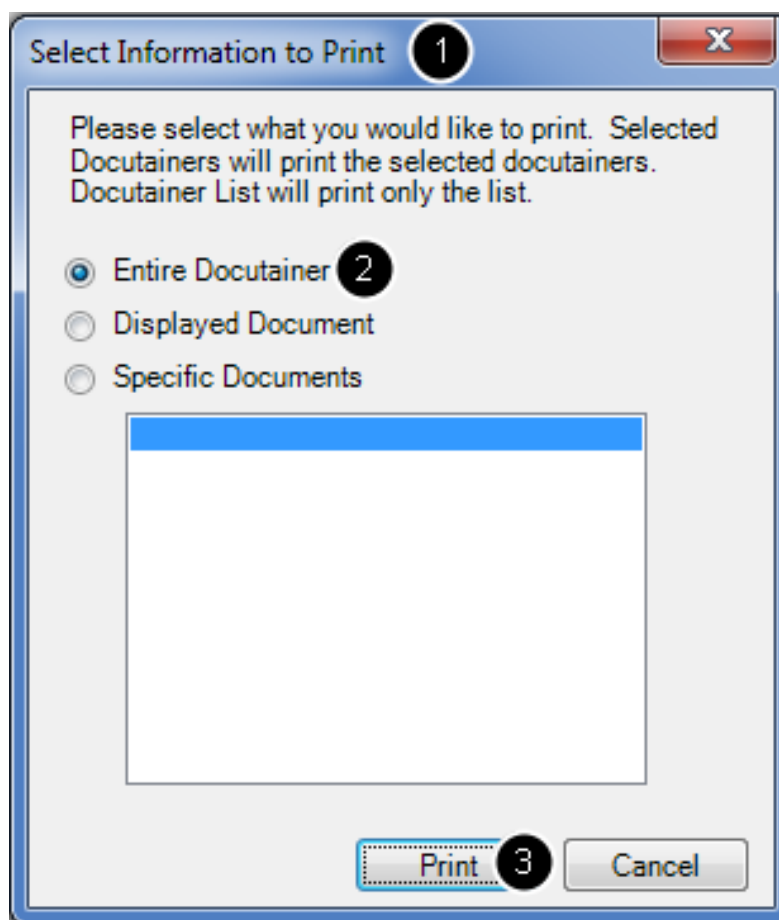 Select Information to Print 1
Please select what you would like to print.  Selected
Docutainers will print the selected docutainers.
Docutainer List will print only the list.
Entire Docutainer 2
Displayed Document
Specific Documents
Print 3 Cancel